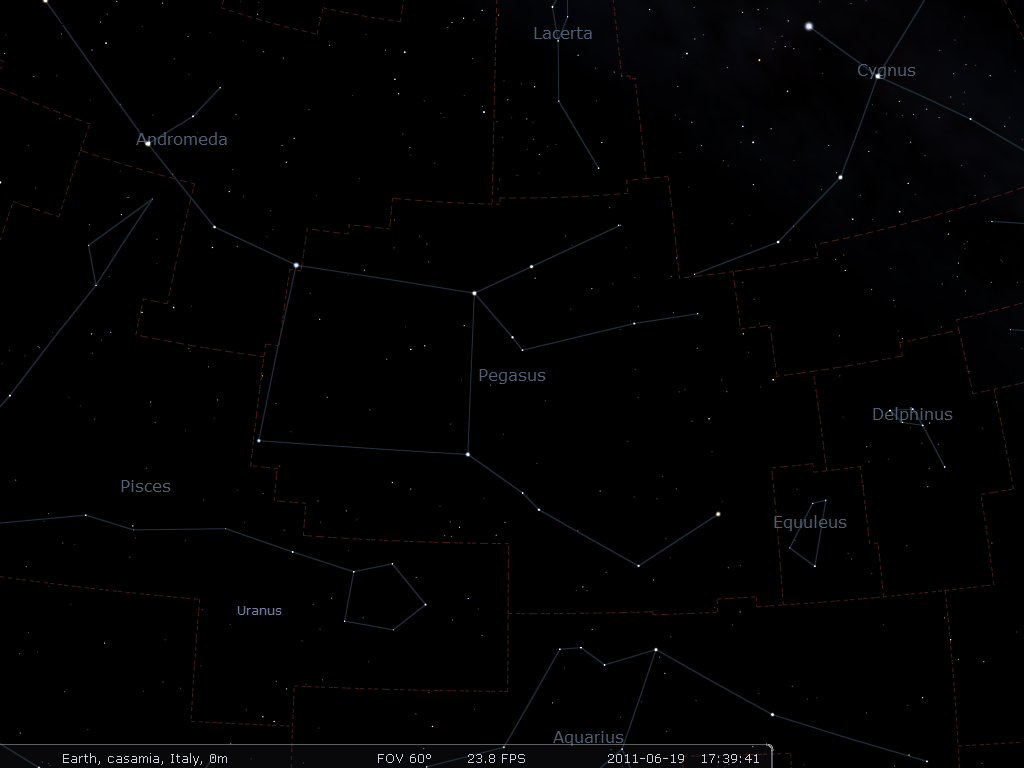 Lacerta
Cygnus
Andromeda
Pegasus
Delphinus
Pisces
Equuleus
Uranus
Aquarius
Earth, casamia, Italy, 0m FOV 60° 23.8 FPS 2011-06-19 17:39:41